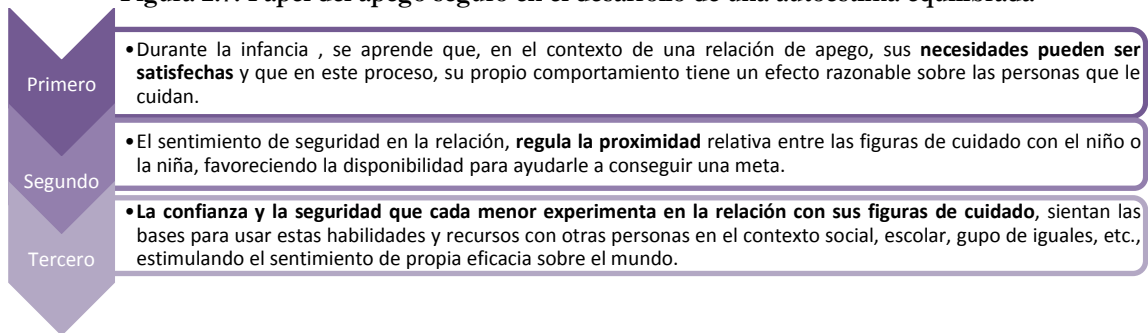 Figura Papel del apego seguro en el desarrollo de una autoestima equilibrada
Primero
•Durante la infancia , se aprende que, en el contexto de una relación de apego, sus necesidades pueden ser
satisfechas y que en este proceso, su propio comportamiento tiene un efecto razonable sobre las personas que le
cuidan.
Segundo
•El sentimiento de seguridad en la relación, regula la proximidad relativa entre las figuras de cuidado con el niño o
la niña, favoreciendo la disponibilidad para ayudarle a conseguir una meta.
Tercero
•La confianza y la seguridad que cada menor experimenta en la relación con sus figuras de cuidado, sientan las
bases para usar estas habilidades y recursos con otras personas en el contexto social, escolar, gupo de iguales, etc.,
estimulando el sentimiento de propia eficacia sobre el mundo.